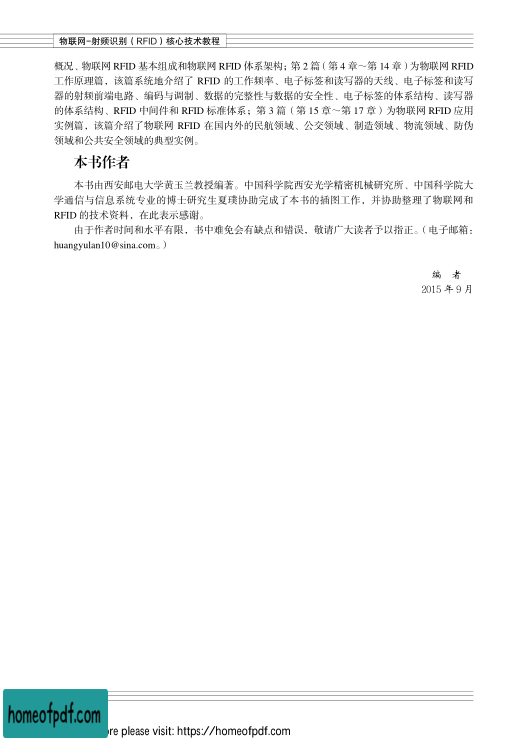 物联网-射频识别（RFID）核心技术教程
概况、物联网 RFID 基本组成和物联网 RFID 体系架构；第 2 篇（第 4 章～第 14 章）为物联网 RFID
工作原理篇，该篇系统地介绍了 RFID 的工作频率、电子标签和读写器的天线、电子标签和读写
器的射频前端电路、编码与调制、数据的完整性与数据的安全性、电子标签的体系结构、读写器
的体系结构、RFID 中间件和 RFID 标准体系；第 3 篇（第 15 章～第 17 章）为物联网 RFID 应用
实例篇，该篇介绍了物联网 RFID 在国内外的民航领域、公交领域、制造领域、物流领域、防伪
领域和公共安全领域的典型实例。
本书作者
本书由西安邮电大学黄玉兰教授编著。中国科学院西安光学精密机械研究所、中国科学院大
学通信与信息系统专业的博士研究生夏璞协助完成了本书的插图工作，并协助整理了物联网和
RFID 的技术资料，在此表示感谢。
由于作者时间和水平有限，书中难免会有缺点和错误，敬请广大读者予以指正。（电子邮箱：
huangyulan10@sina.com。）
编 者
2015 年 9 月
homeofpdf.com
re please visit: https://homeofpdf.com